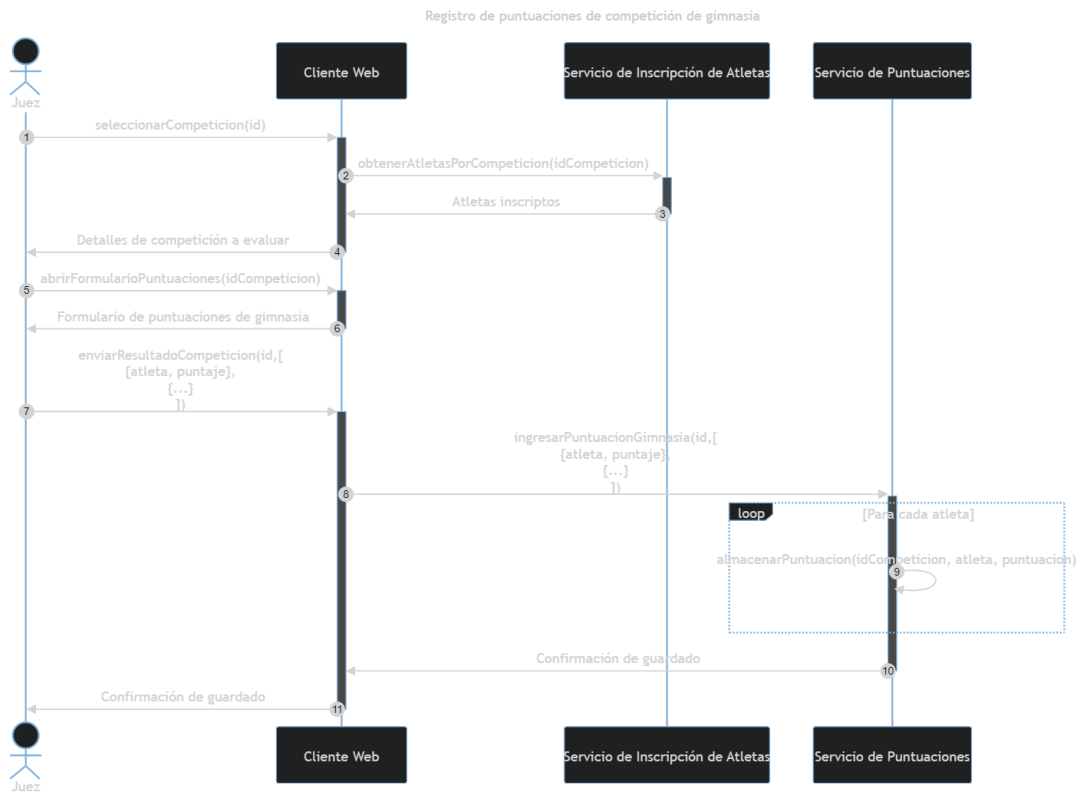 Registro de puntuaciones de competición de gimnasia
Juez
Cliente Web
Servicio de Inscripción de Atletas
Servicio de Puntuaciones
1
seleccionarCompeticion(id)
2
obtenerAtletasPorCompeticion(idCompeticion)
Atletas inscriptos
3
Detalles de competición a evaluar
4
5
abrirFormularioPuntuaciones(idCompeticion)
Formulario de puntuaciones de gimnasia
6
enviarResultadoCompeticion(id,[
{atleta, puntaje},
{...}
])
7
ingresarPuntuacionGimnasia(id,[
{atleta, puntaje},
{...}
])
8
loop
[Para cada atleta]
almacenarPuntuacion(idCompeticion, atleta, puntuacion)
9
Confirmación de guardado
10
Confirmación de guardado
11
Juez
Cliente Web
Servicio de Inscripción de Atletas
Servicio de Puntuaciones